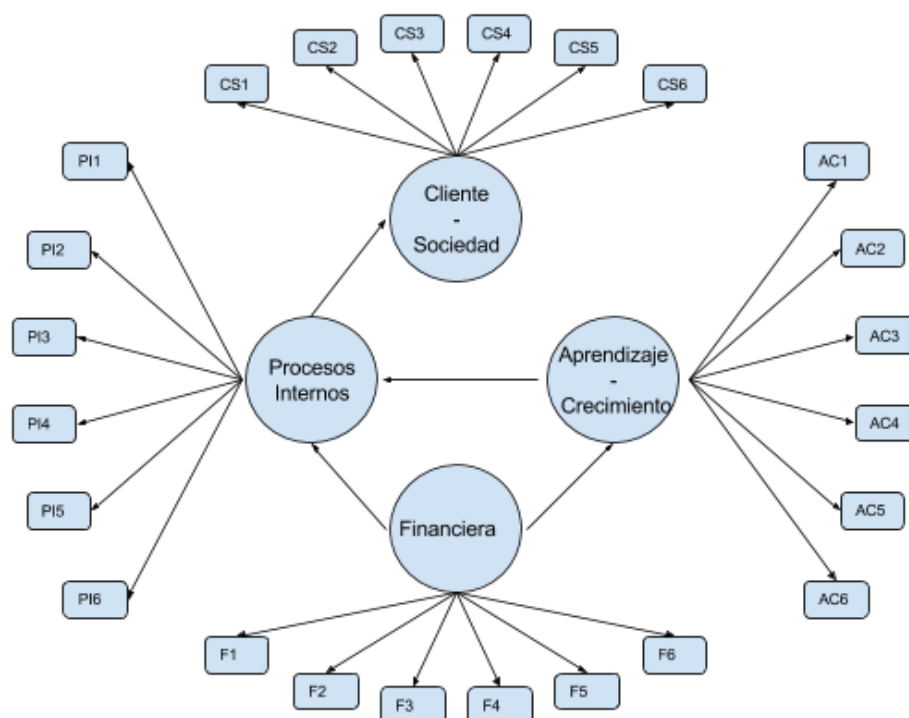 CS3
CS4
CS2
CS5
CS1
CS6
PI1
AC1
Cliente
-
Sociedad
PI2
AC2
PI3
AC3
Procesos
Internos
Aprendizaje
-
Crecimiento
PI4
AC4
PI5
AC5
Financiera
PI6
AC6
F1
F6
F2
F5
F3
F4